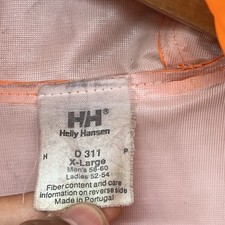 HH®
Helly Hansen
H D 311 P
X-Large
Men's 58-60
Ladies 52-54
Fiber content and care
information on reverse side
Made in Portugal